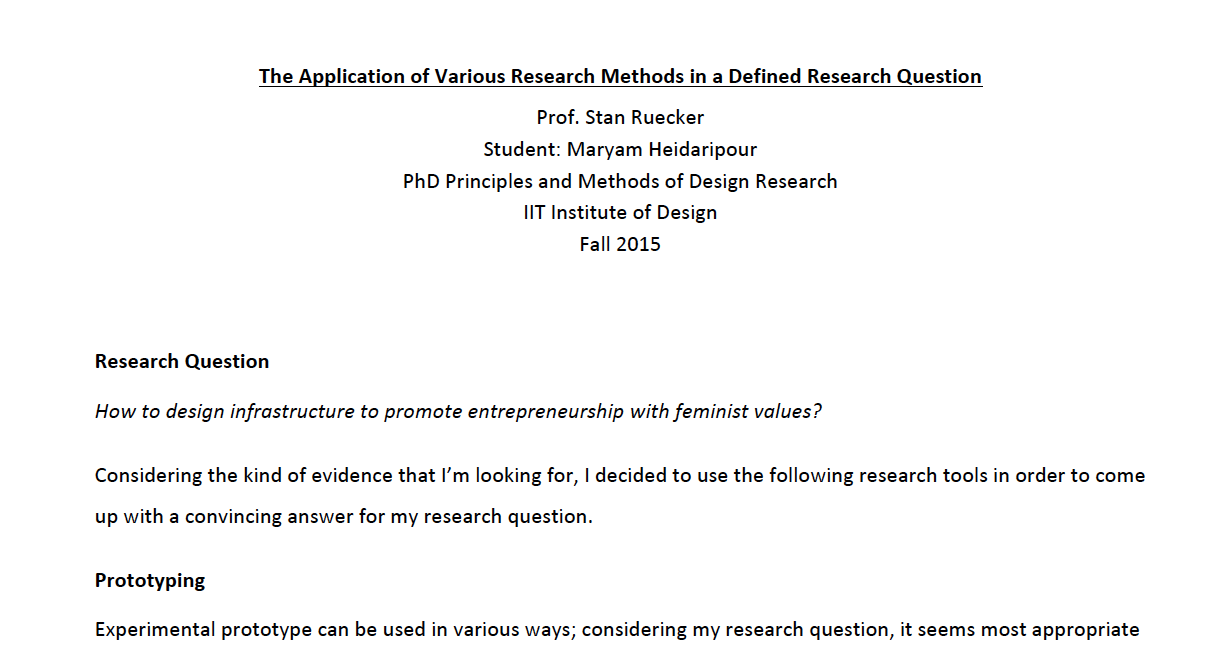 The Application of Various Research Methods in a Defined Research Question
Prof. Stan Ruecker
Student: Maryam Heidaripour
PhD Principles and Methods of Design Research
IIT Institute of Design
Fall 2015
Research Question
How to design infrastructure to promote entrepreneurship with feminist values?
Considering the kind of evidence that I’m looking for, I decided to use the following research tools in order to come
up with a convincing answer for my research question.
Prototyping
Experimental prototype can be used in various ways; considering my research question, it seems most appropriate